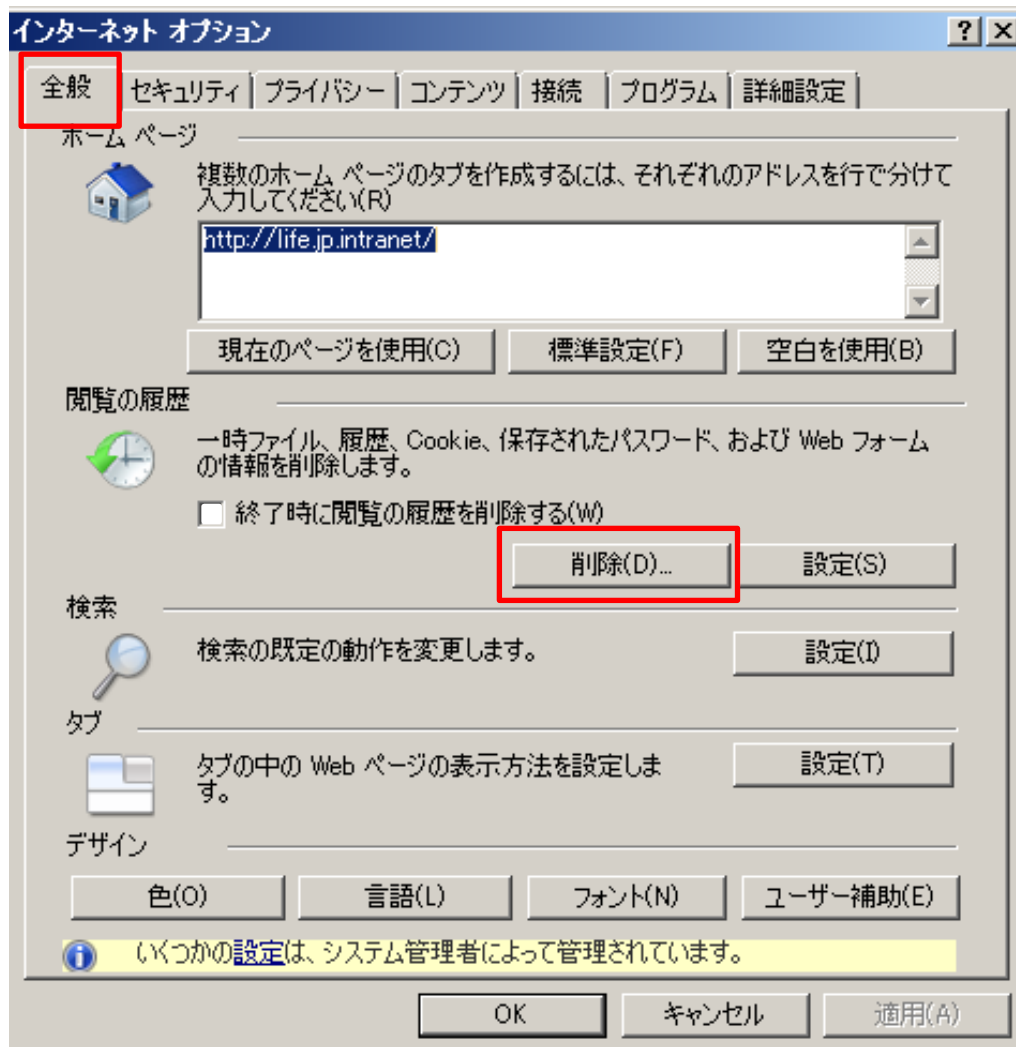 インターネット オプション
全般 セキュリティ プライバシー コンテンツ 接続 プログラム 詳細設定
ホーム ページ
複数のホーム ページのタブを作成するには、それぞれのアドレスを行で分けて
入力してください(R)
http://life.jp.intranet/
現在のページを使用(C) 標準設定(F) 空白を使用(B)
閲覧の履歴
一時ファイル、履歴、Cookie、保存されたパスワード、および Web フォーム
の情報を削除します。
終了時に閲覧の履歴を削除する(W)
削除(D)... 設定(S)
検索
検索の既定の動作を変更します。
設定(I)
タブ
タブの中の Web ページの表示方法を設定しま
す。
設定(T)
デザイン
色(O) 言語(L) フォント(N) ユーザー補助(E)
いくつかの設定は、システム管理者によって管理されています。
OK キャンセル 適用(A)